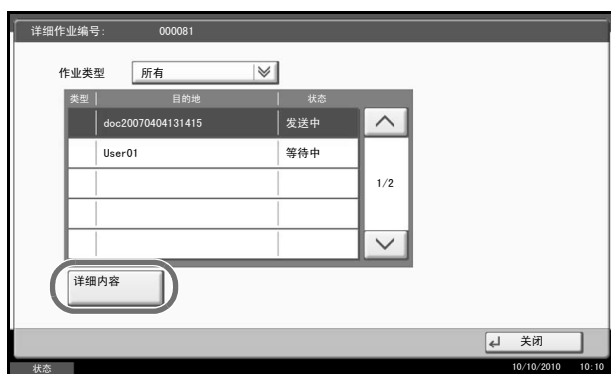 详细作业编号: 000081
作业类型 所有
类型 目的地 状态
doc20070404131415 发送中
User01 等待中
1/2
详细内容
关闭
状态 10/10/2010 10:10